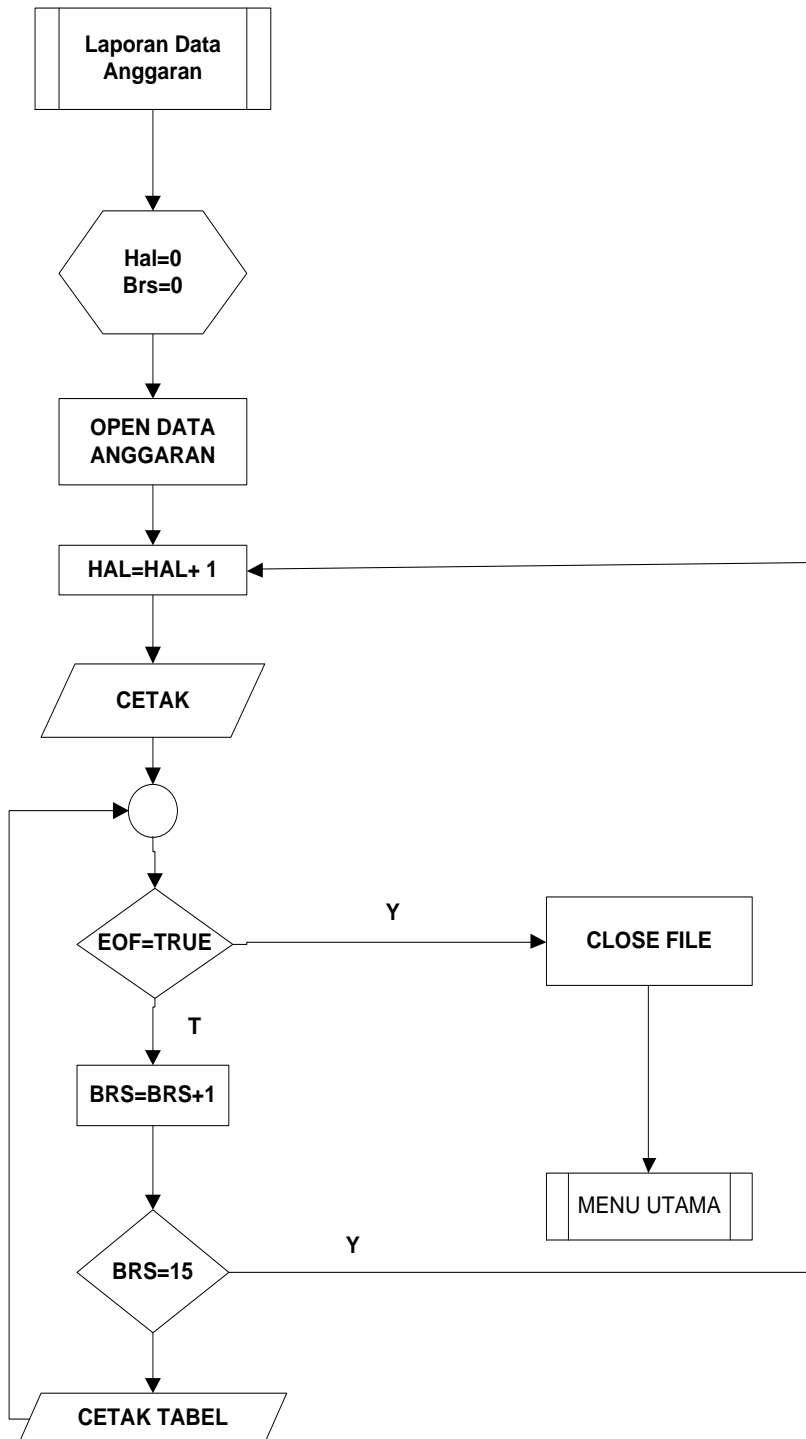 Laporan Data
Anggaran
Hal=0
Brs=0
OPEN DATA
ANGGARAN
HAL=HAL+ 1
CETAK
EOF=TRUE
Y
CLOSE FILE
T
BRS=BRS+1
MENU UTAMA
BRS=15
Y
CETAK TABEL